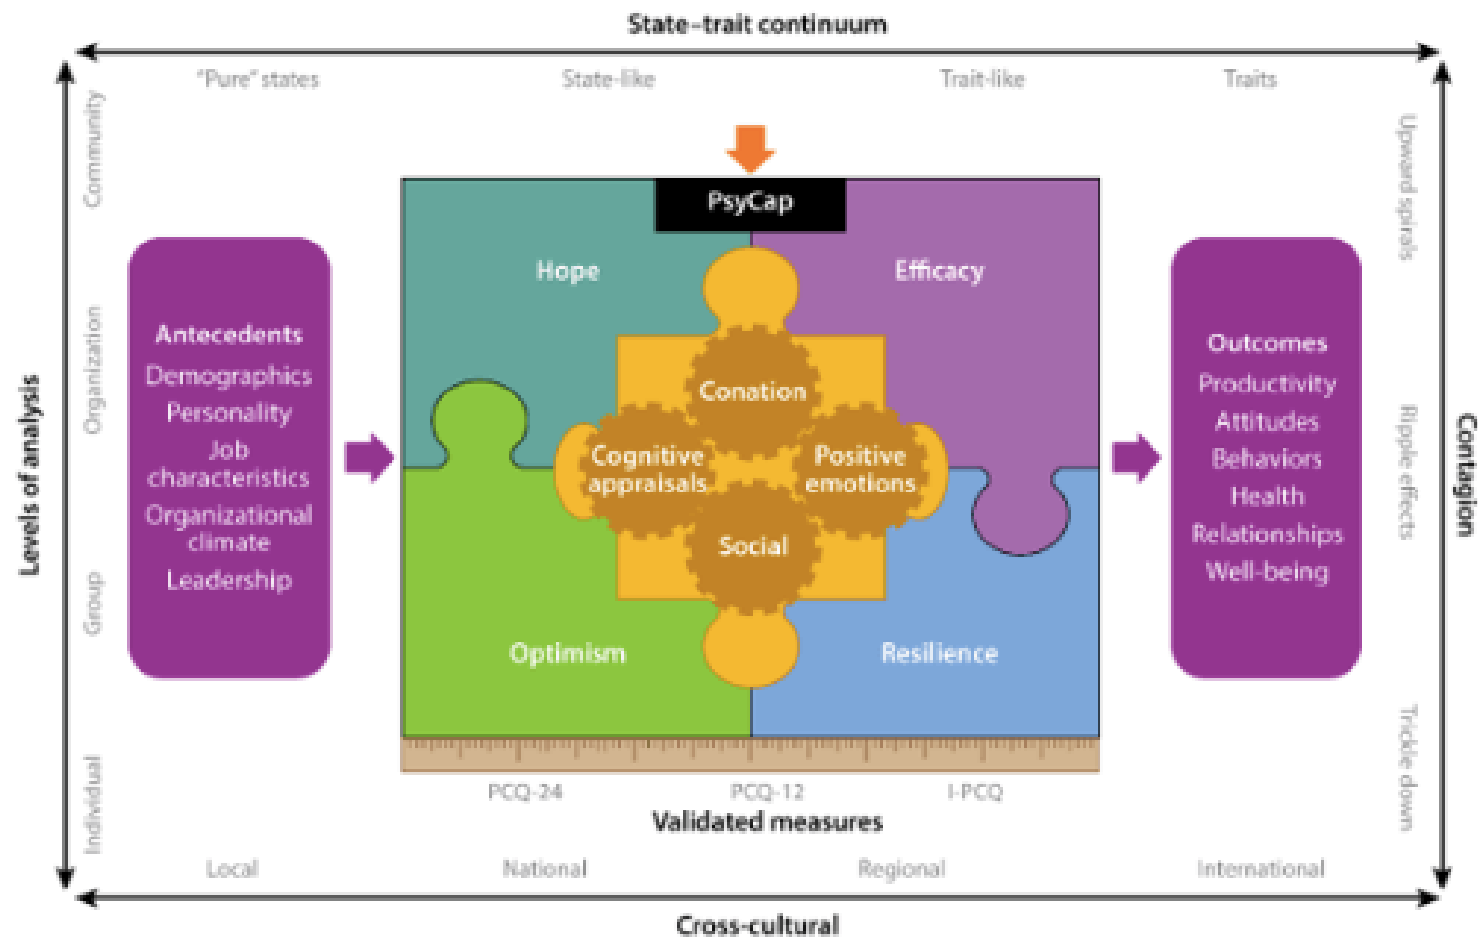 State–trait continuum
"Pure" states
State-like
Trait-like
Traits
Levels of analysis
Community
Organization
Group
Individual
Antecedents
Demographics
Personality
Job
characteristics
Organizational
climate
Leadership
PsyCap
Hope
Efficacy
Conation
Cognitive
appraisals
Positive
emotions
Social
Optimism
Resilience
PCQ-24
PCQ-12
I-PCQ
Validated measures
Outcomes
Productivity
Attitudes
Behaviors
Health
Relationships
Well-being
Upward spirals
Ripple effects
Trickle down
Contagion
Local
National
Regional
International
Cross-cultural